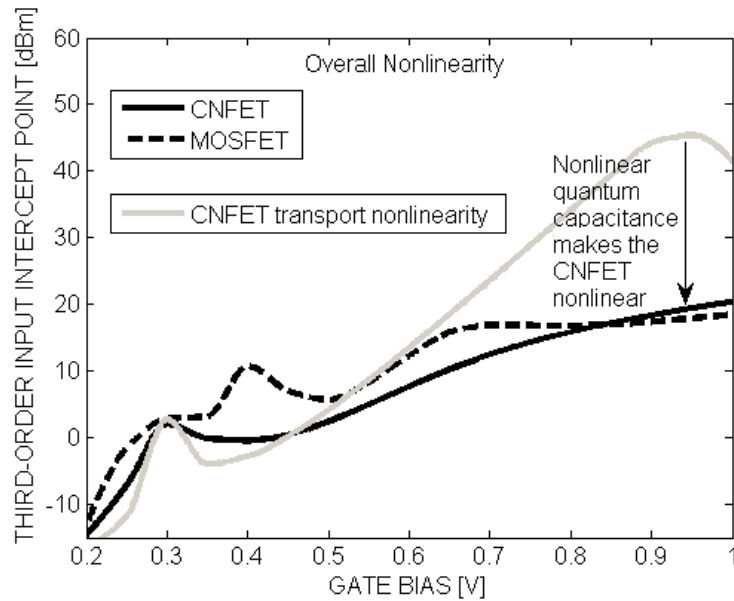 THIRD-ORDER INPUT INTERCEPT POINT [dBm]
60
50
40
30
20
10
0
-10
Overall Nonlinearity
CNFET
MOSFET
CNFET transport nonlinearity
Nonlinear
quantum
capacitance
makes the
CNFET
nonlinear
0.2 0.3 0.4 0.5 0.6 0.7 0.8 0.9 1
GATE BIAS [V]